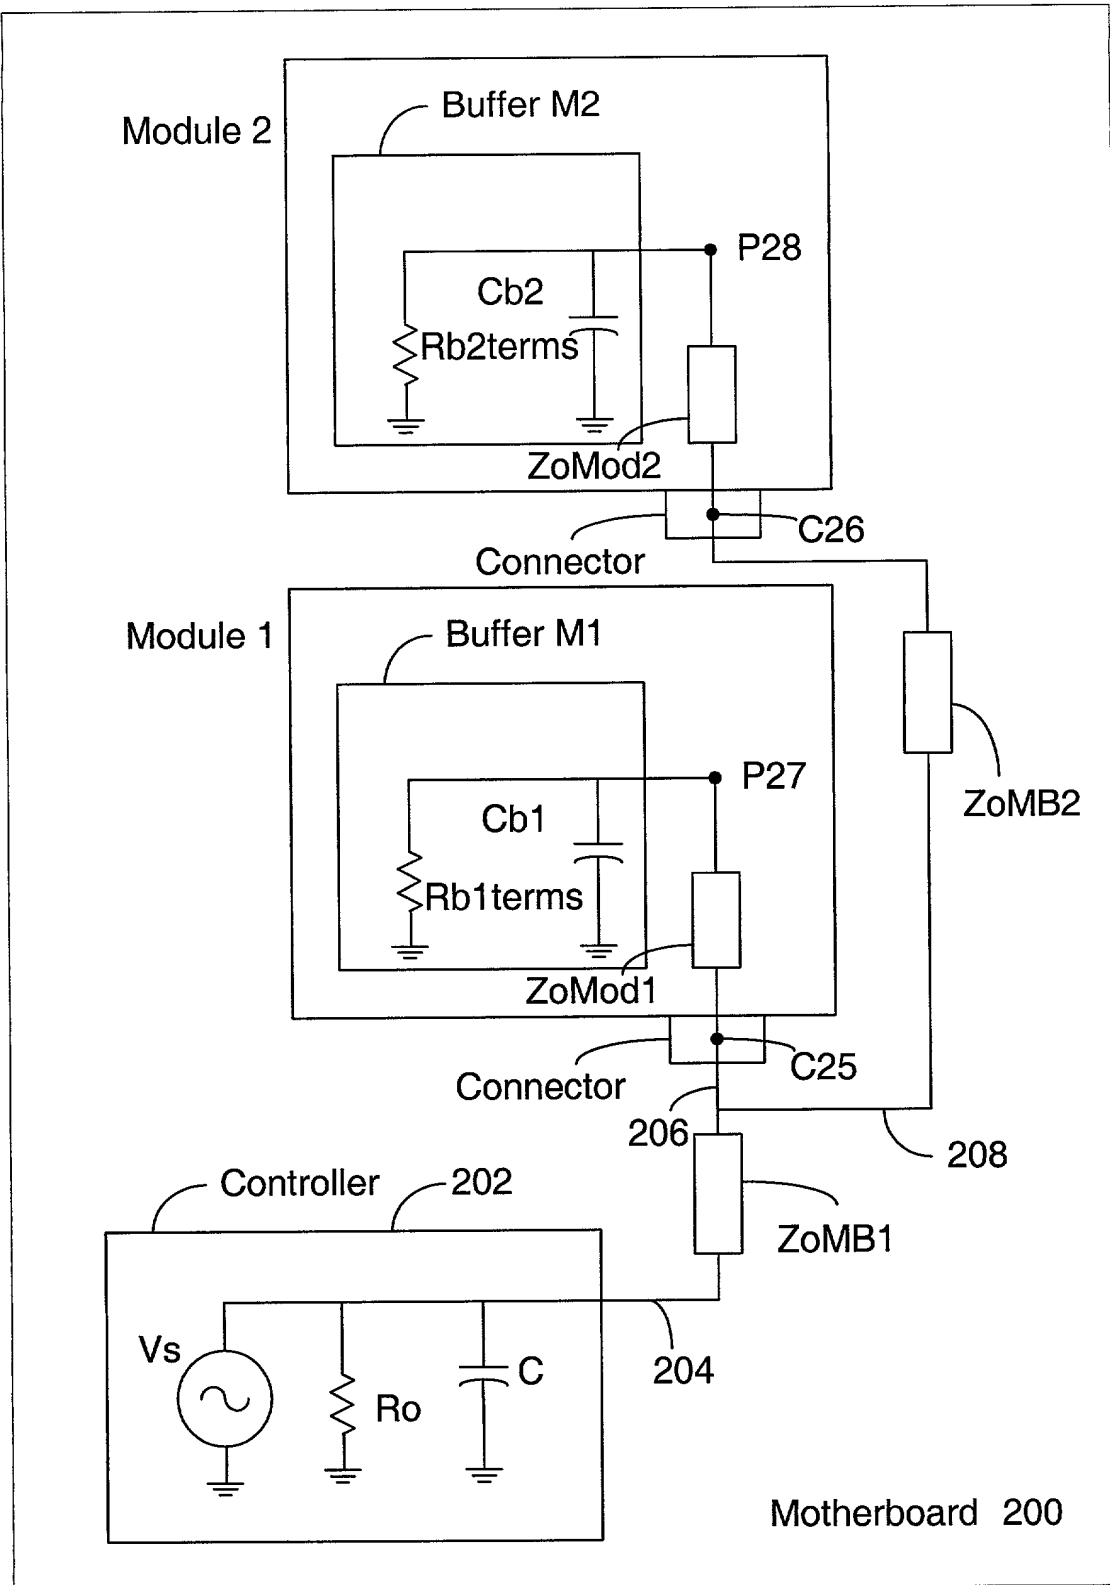 Buffer M2
Module 2
P28
Cb2
Rb2terms
ZoMod2
C26
Connector
Buffer M1
Module 1
P27
ZoMB2
Cb1
Rb1terms
ZoMod1
C25
Connector
206
208
Controller
202
ZoMB1
Vs
C
204
Ro
Motherboard 200